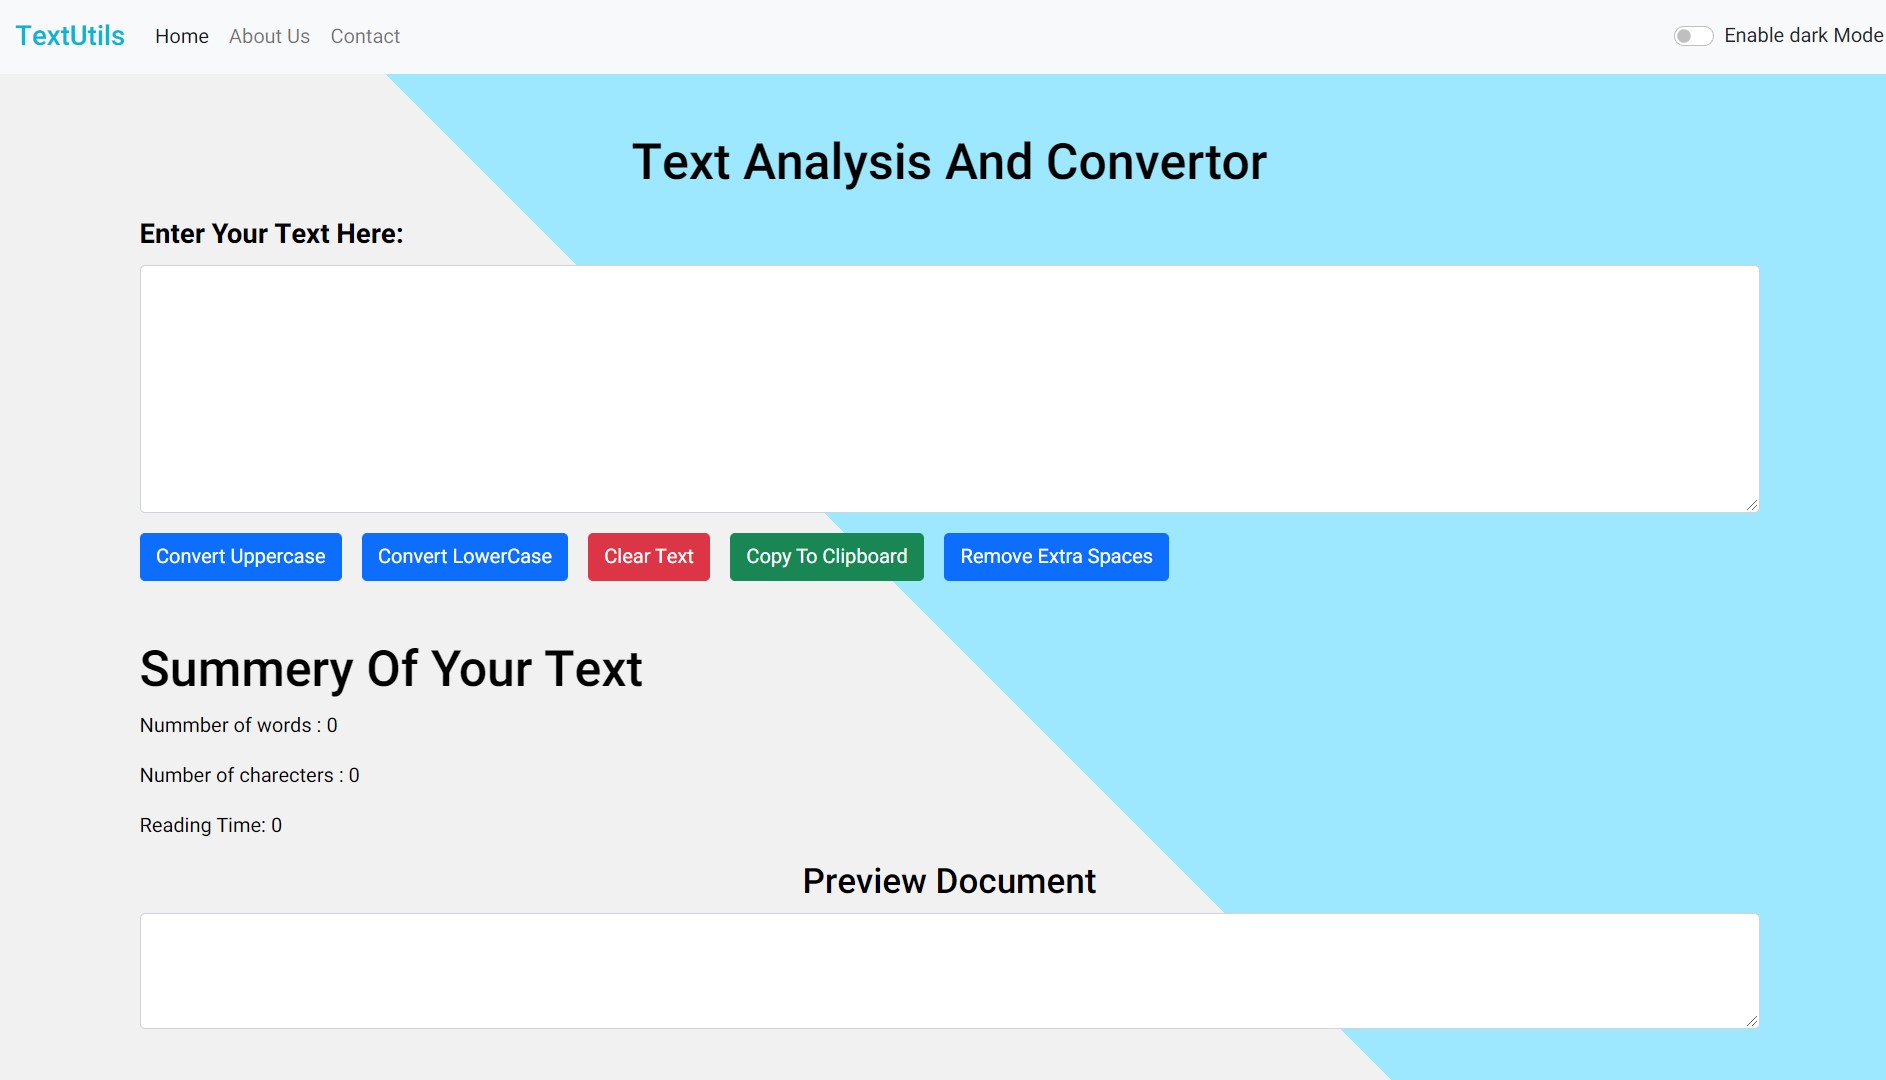 TextUtils Home About Us Contact Enable dark Mode
Text Analysis And Convertor
Enter Your Text Here:
Convert Uppercase Convert LowerCase Clear Text Copy To Clipboard Remove Extra Spaces
Summery Of Your Text
Nummber of words : 0
Number of charecters : 0
Reading Time: 0
Preview Document